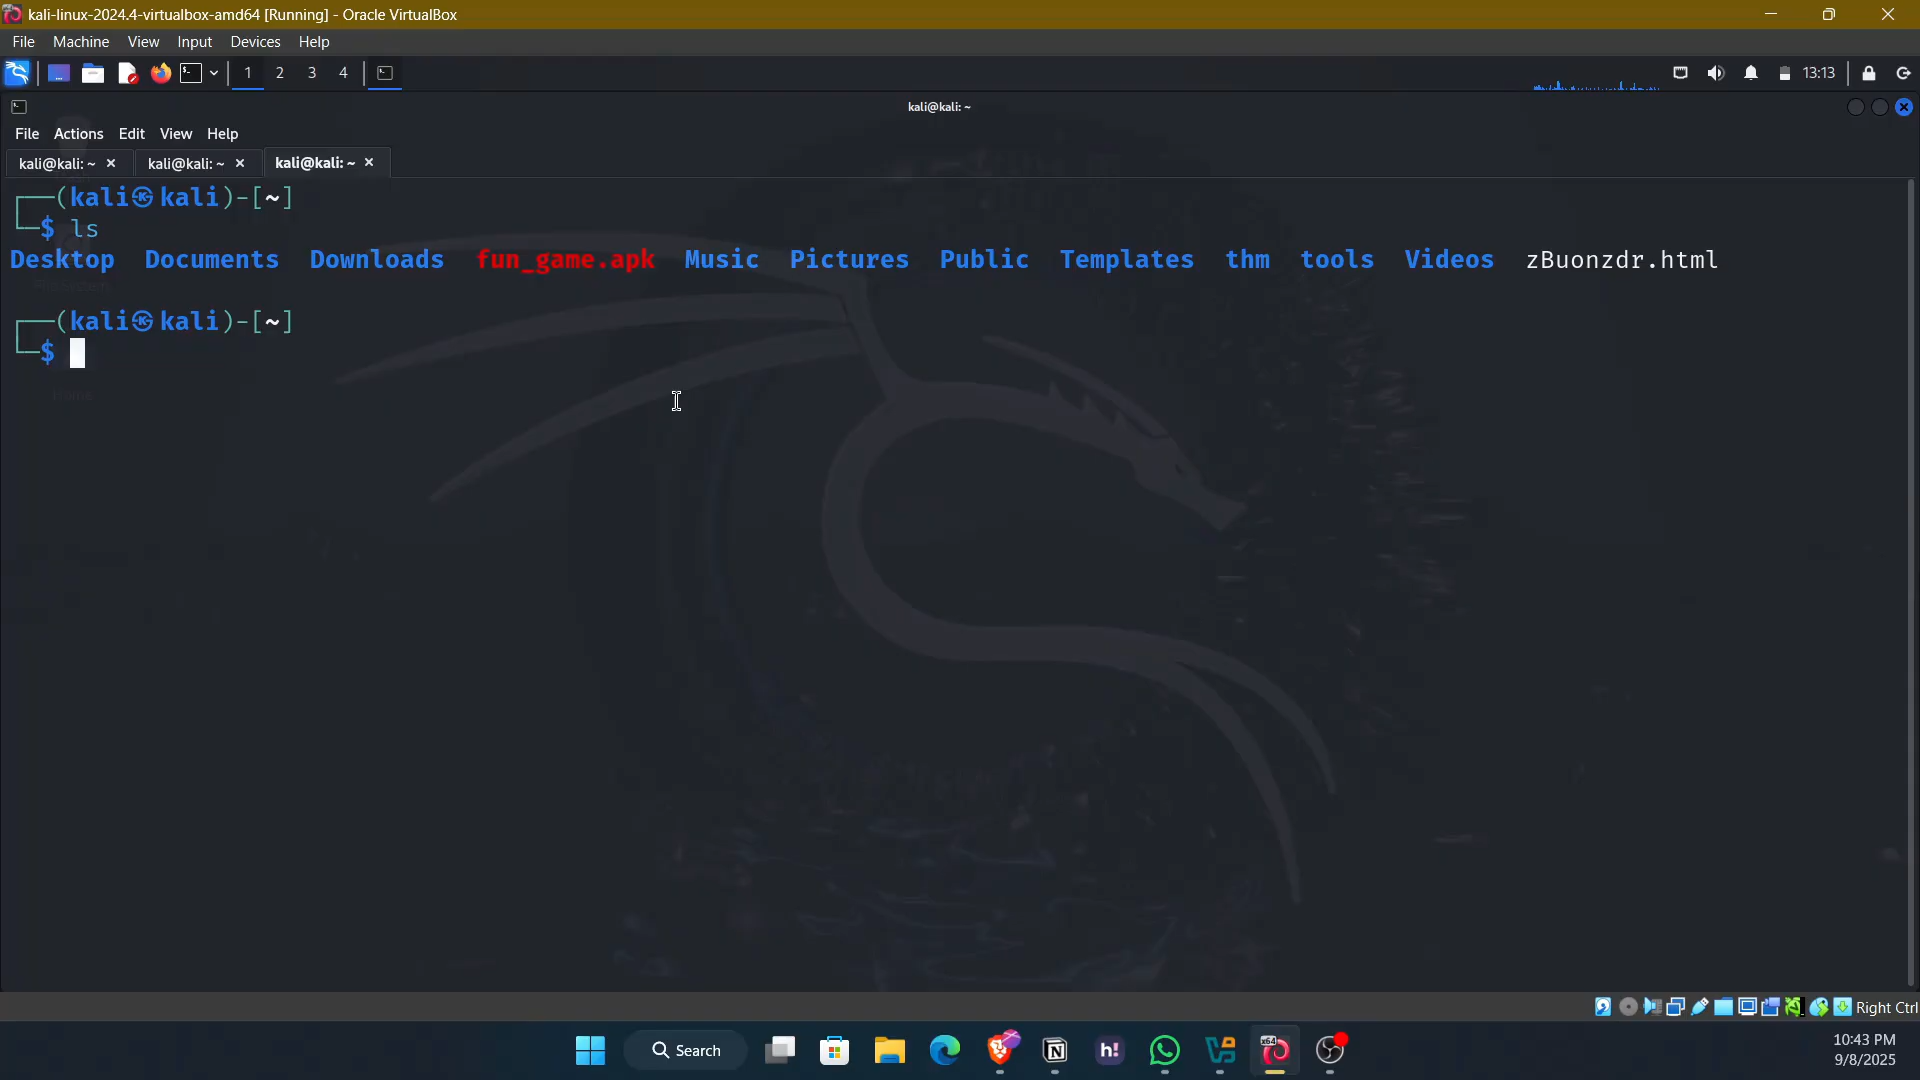 kali-linux-2024.4-virtualbox-amd64 [Running] - Oracle VirtualBox
File Machine View Input Devices Help
1 2 3 4 13:13
kali@kali: ~
File Actions Edit View Help
kali@kali: ~ kali@kali: ~ kali@kali: ~
┌──(kali㉿kali)-[~]
└─$ ls
Desktop Documents Downloads fun_game.apk Music Pictures Public Templates thm tools Videos zBuonzdr.html
┌──(kali㉿kali)-[~]
└─$
Home
Right Ctrl
Search
10:43 PM
9/8/2025